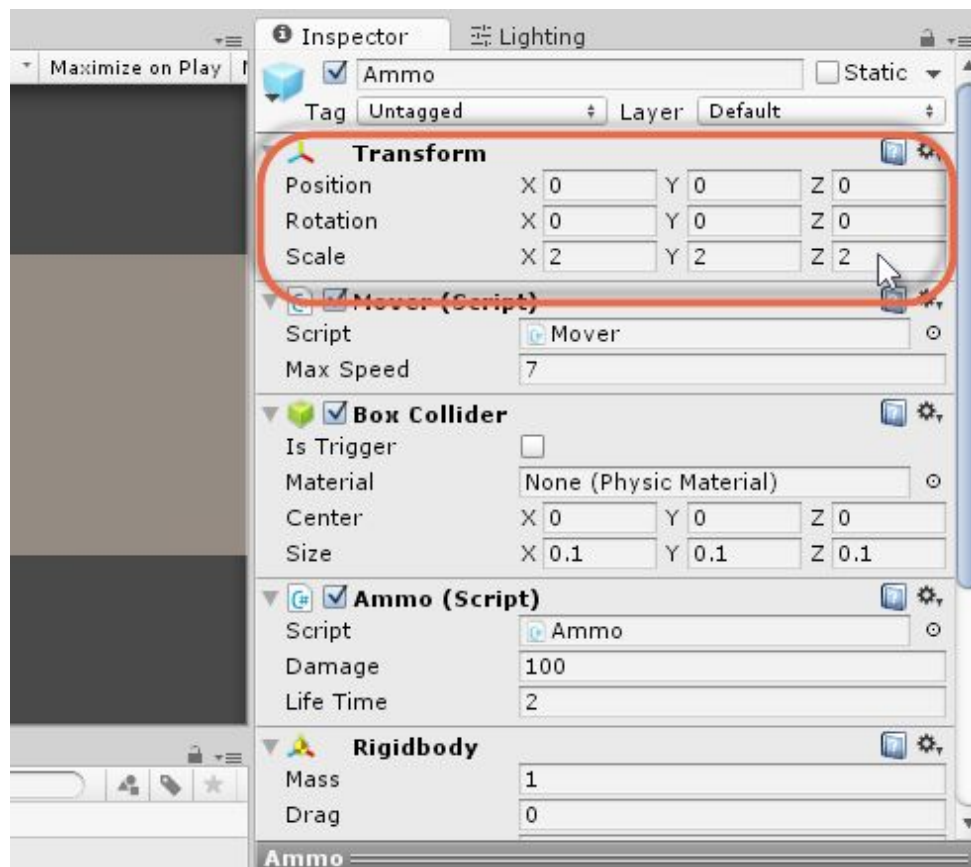 Inspector Lighting
Maximize on Play
Ammo Static
Tag Untagged Layer Default
Transform
Position X 0 Y 0 Z 0
Rotation X 0 Y 0 Z 0
Scale X 2 Y 2 Z 2
Mover (Script)
Script Mover
Max Speed 7
Box Collider
Is Trigger
Material None (Physic Material)
Center X 0 Y 0 Z 0
Size X 0.1 Y 0.1 Z 0.1
Ammo (Script)
Script Ammo
Damage 100
Life Time 2
Rigidbody
Mass 1
Drag 0
Ammo